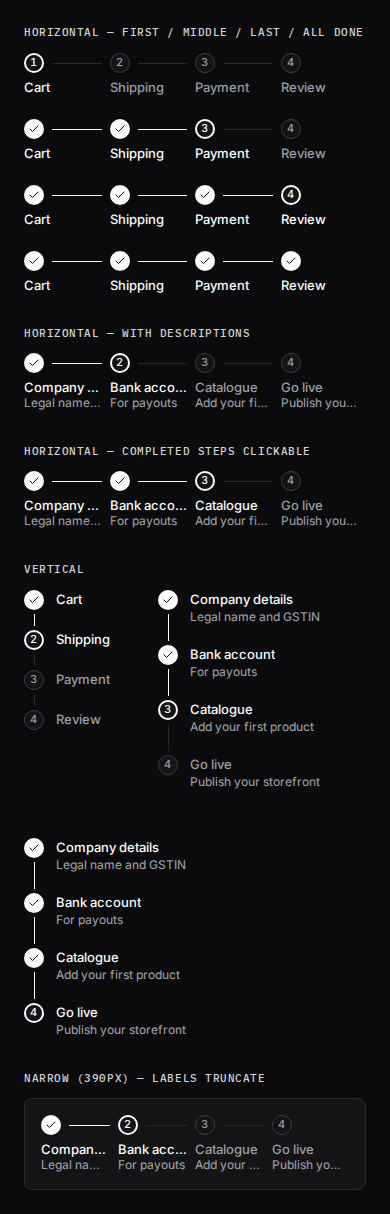 HORIZONTAL — FIRST / MIDDLE / LAST / ALL DONE
1 2 3 4
Cart Shipping Payment Review
3 4
Cart Shipping Payment Review
4
Cart Shipping Payment Review
Cart Shipping Payment Review
HORIZONTAL — WITH DESCRIPTIONS
2 3 4
Company ... Bank acco... Catalogue Go live
Legal name... For payouts Add your fi... Publish you...
HORIZONTAL — COMPLETED STEPS CLICKABLE
3 4
Company ... Bank acco... Catalogue Go live
Legal name... For payouts Add your fi... Publish you...
VERTICAL
Cart
2 Shipping
3 Payment
4 Review
Company details
Legal name and GSTIN
Bank account
For payouts
3 Catalogue
Add your first product
4 Go live
Publish your storefront
Company details
Legal name and GSTIN
Bank account
For payouts
Catalogue
Add your first product
4 Go live
Publish your storefront
NARROW (390PX) — LABELS TRUNCATE
2 3 4
Compan... Bank acc... Catalogue Go live
Legal na... For payouts Add your ... Publish yo...